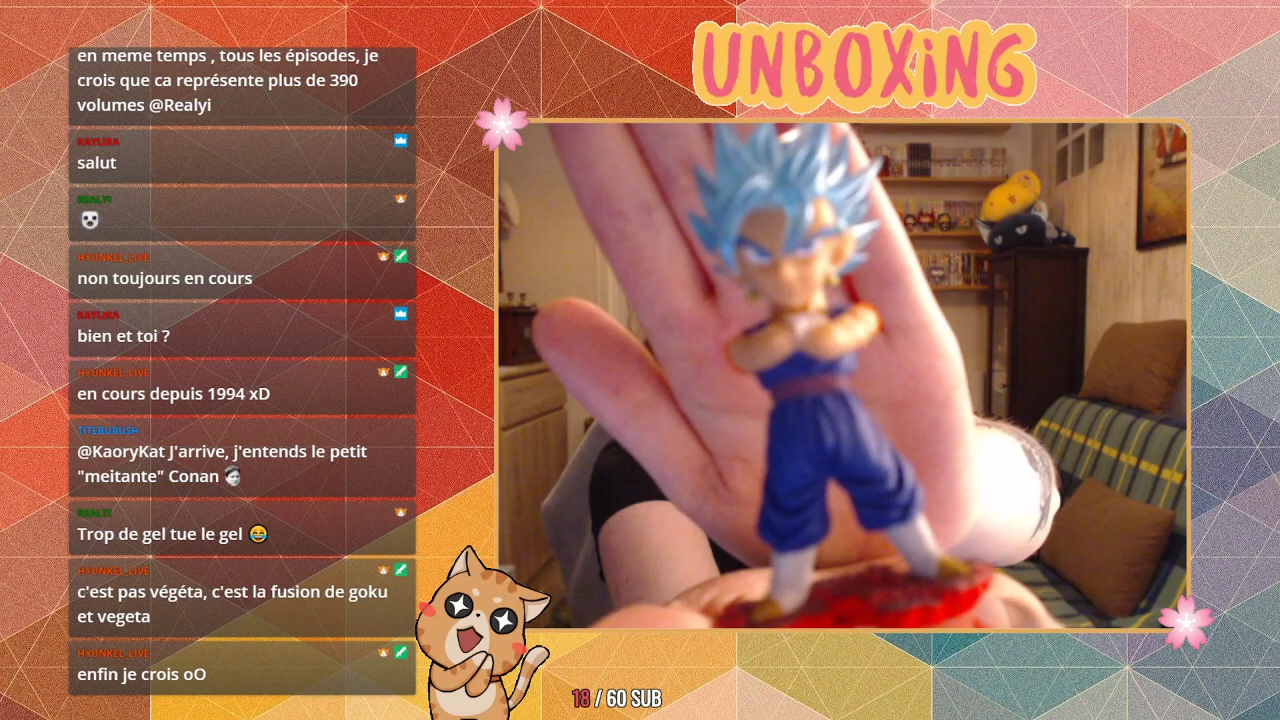 UNBOXiNG
en meme temps , tous les épisodes, je
crois que ca représente plus de 390
volumes @Realyi
KAYURA
salut
REALYI
HYUNKEL_LIVE
non toujours en cours
KAYURA
bien et toi ?
HYUNKEL_LIVE
en cours depuis 1994 xD
TITEBUBUSH
@KaoryKat J'arrive, j'entends le petit
"meitante" Conan
REALYI
Trop de gel tue le gel
HYUNKEL_LIVE
c'est pas végéta, c'est la fusion de goku
et vegeta
HYUNKEL_LIVE
enfin je crois oO
18 / 60 SUB